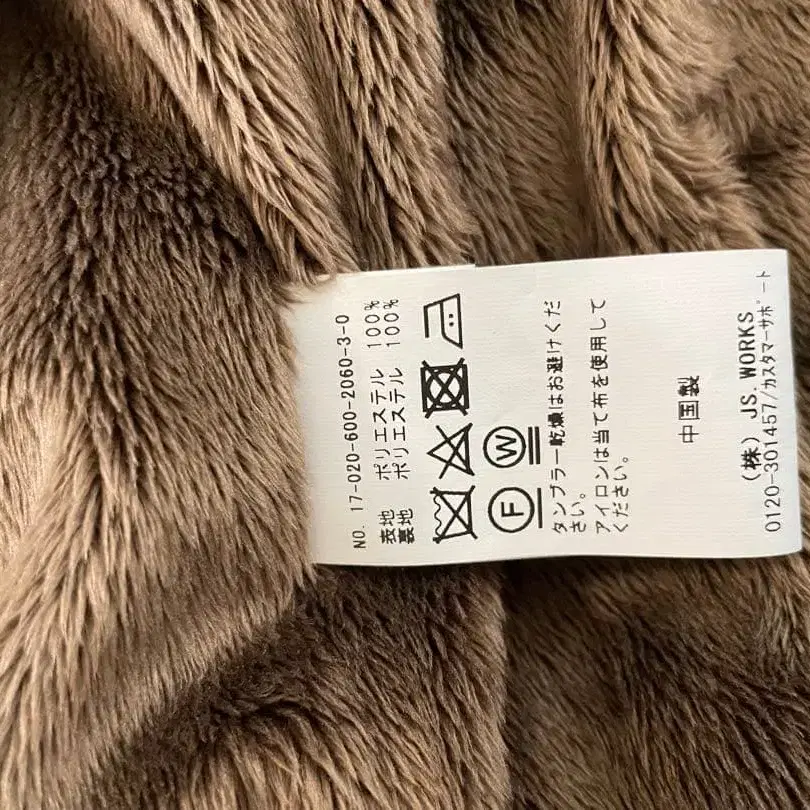 NO. 17-020-600-2060-3-0
表地 ポリエステル 100%
裏地 ポリエステル 100%
F W
タンブラー乾燥はお避けくだ
さい。
アイロンは当て布を使用して
ください。
中国製
(株) JS.WORKS
0120-301457/カスタマーサポート